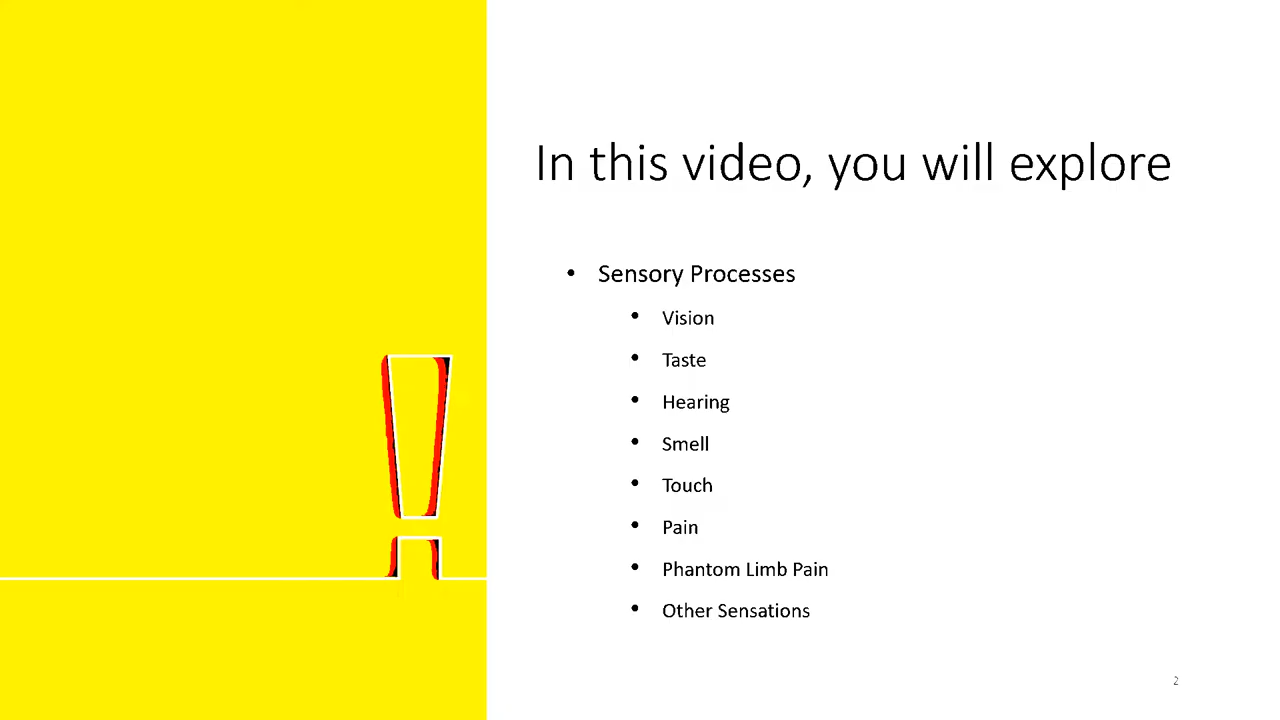 In this video, you will explore
• Sensory Processes
• Vision
• Taste
• Hearing
• Smell
• Touch
• Pain
• Phantom Limb Pain
• Other Sensations
2